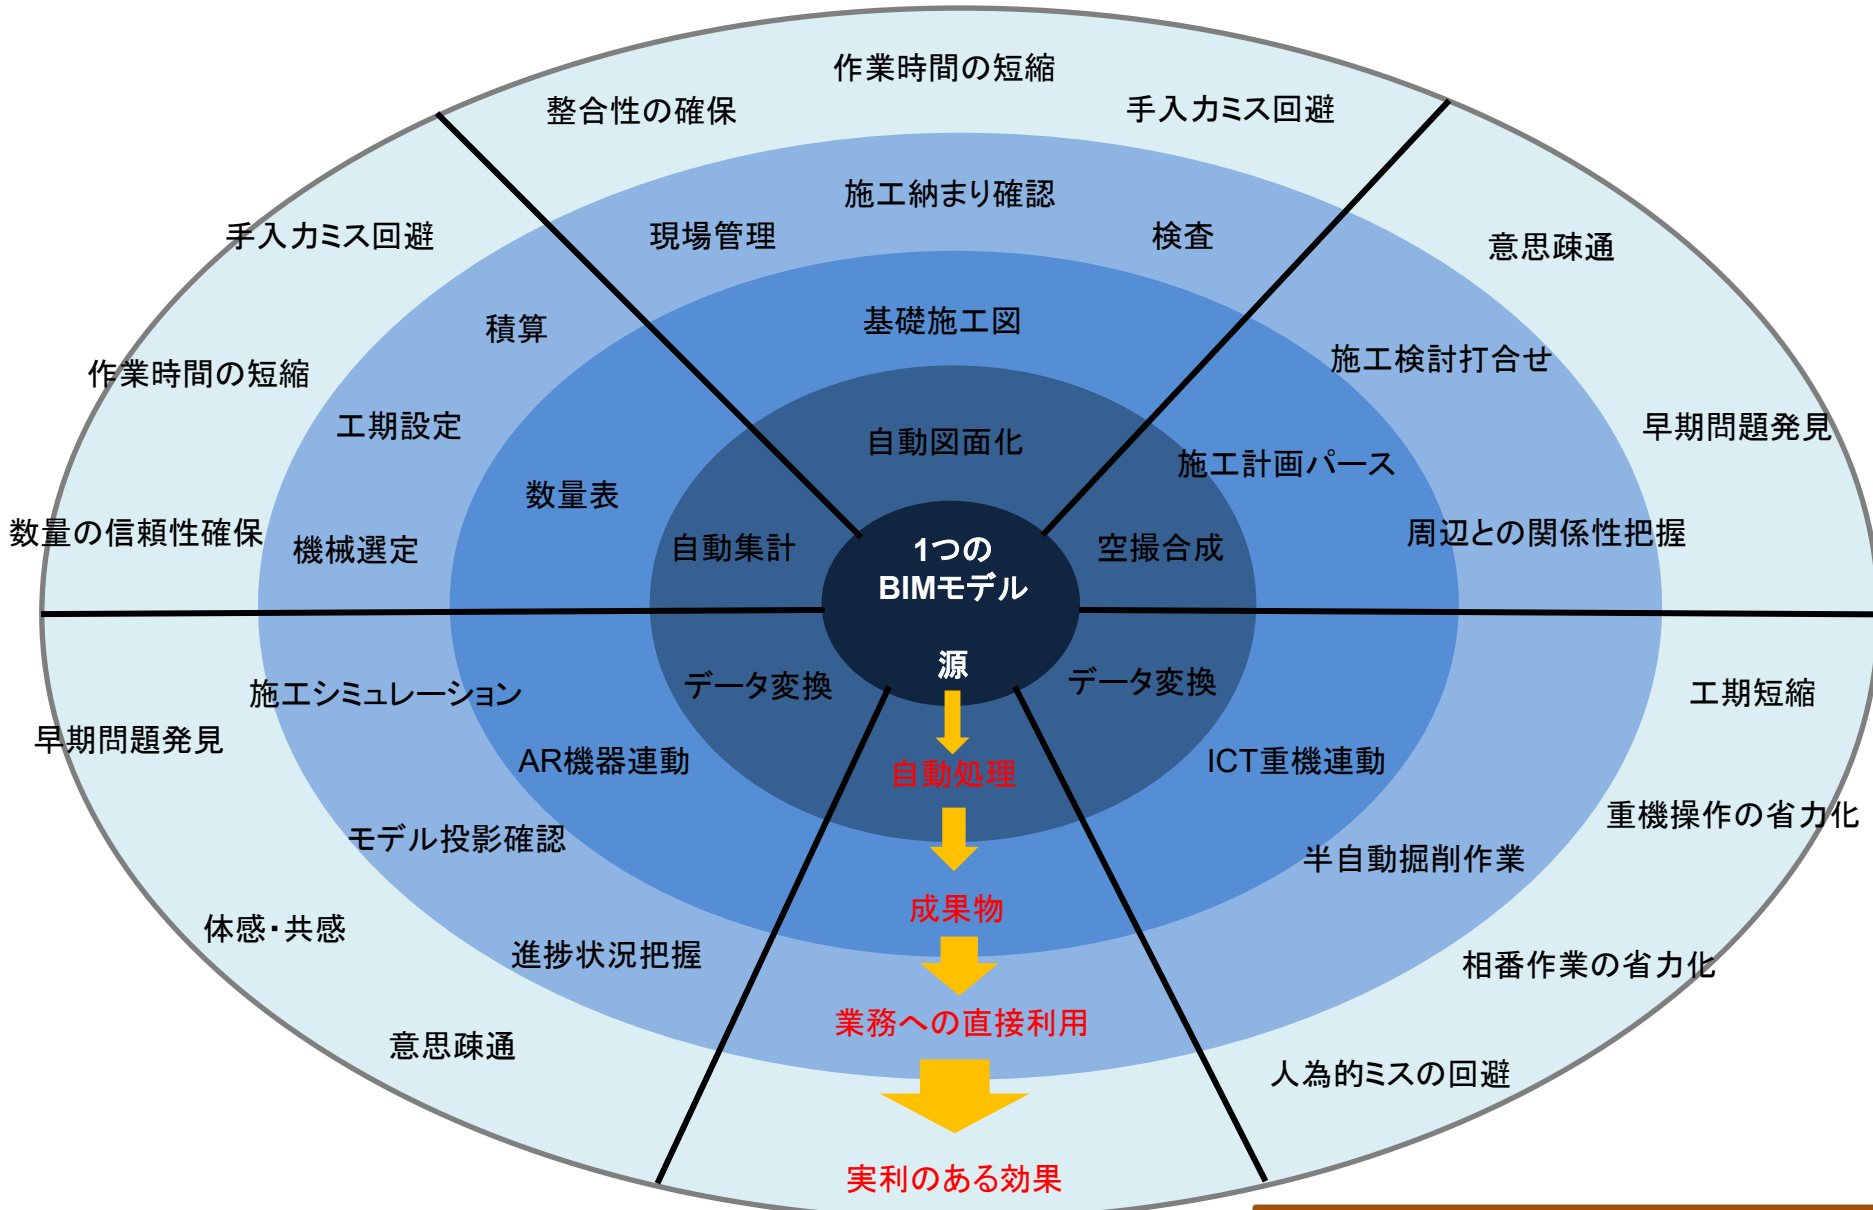 作業時間の短縮
整合性の確保
手入力ミス回避
施工納まり確認
現場管理
検査
手入力ミス回避
意思疎通
積算
基礎施工図
施工検討打合せ
作業時間の短縮
工期設定
自動図面化
早期問題発見
施工計画パース
数量表
数量の信頼性確保
機械選定
自動集計
1つの
BIMモデル
空撮合成
周辺との関係性把握
源
データ変換
データ変換
施工シミュレーション
工期短縮
早期問題発見
AR機器連動
自動処理
ICT重機連動
重機操作の省力化
モデル投影確認
半自動掘削作業
成果物
体感・共感
進捗状況把握
相番作業の省力化
業務への直接利用
意思疎通
人為的ミスの回避
実利のある効果